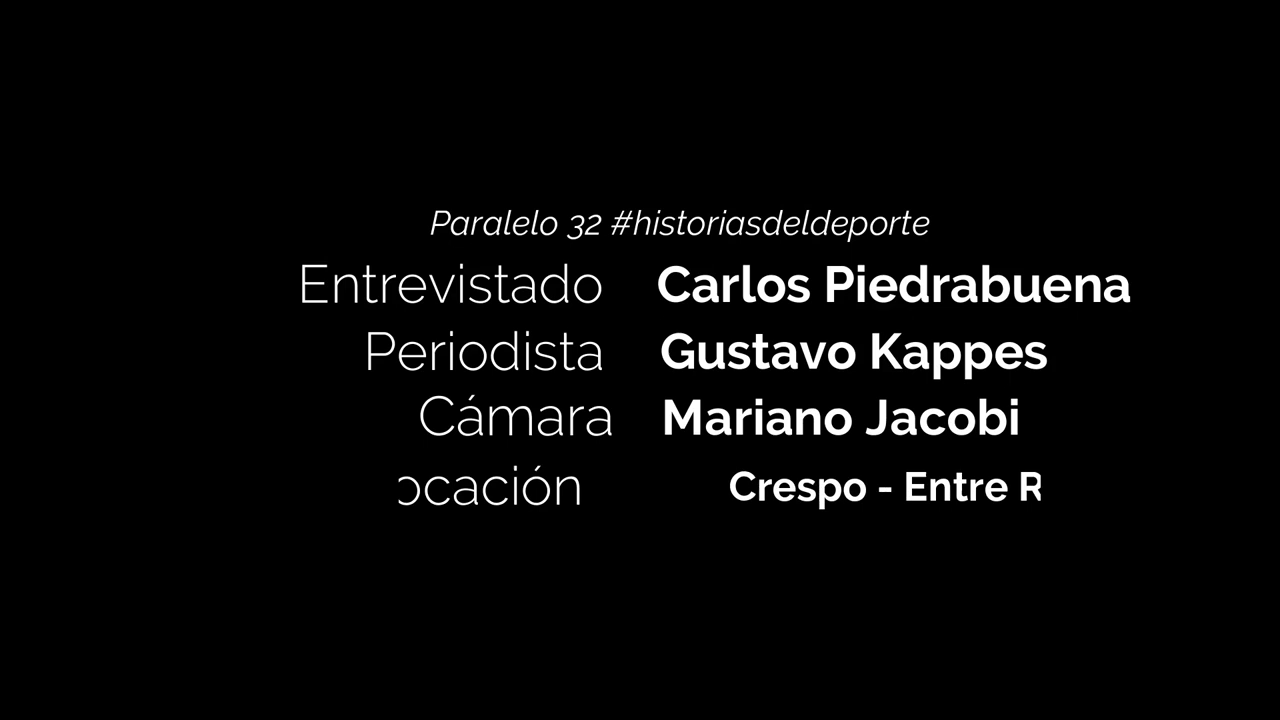 Paralelo 32 #historiasdeldeporte
Entrevistado Carlos Piedrabuena
Periodista Gustavo Kappes
Cámara Mariano Jacobi
ocación Crespo - Entre R